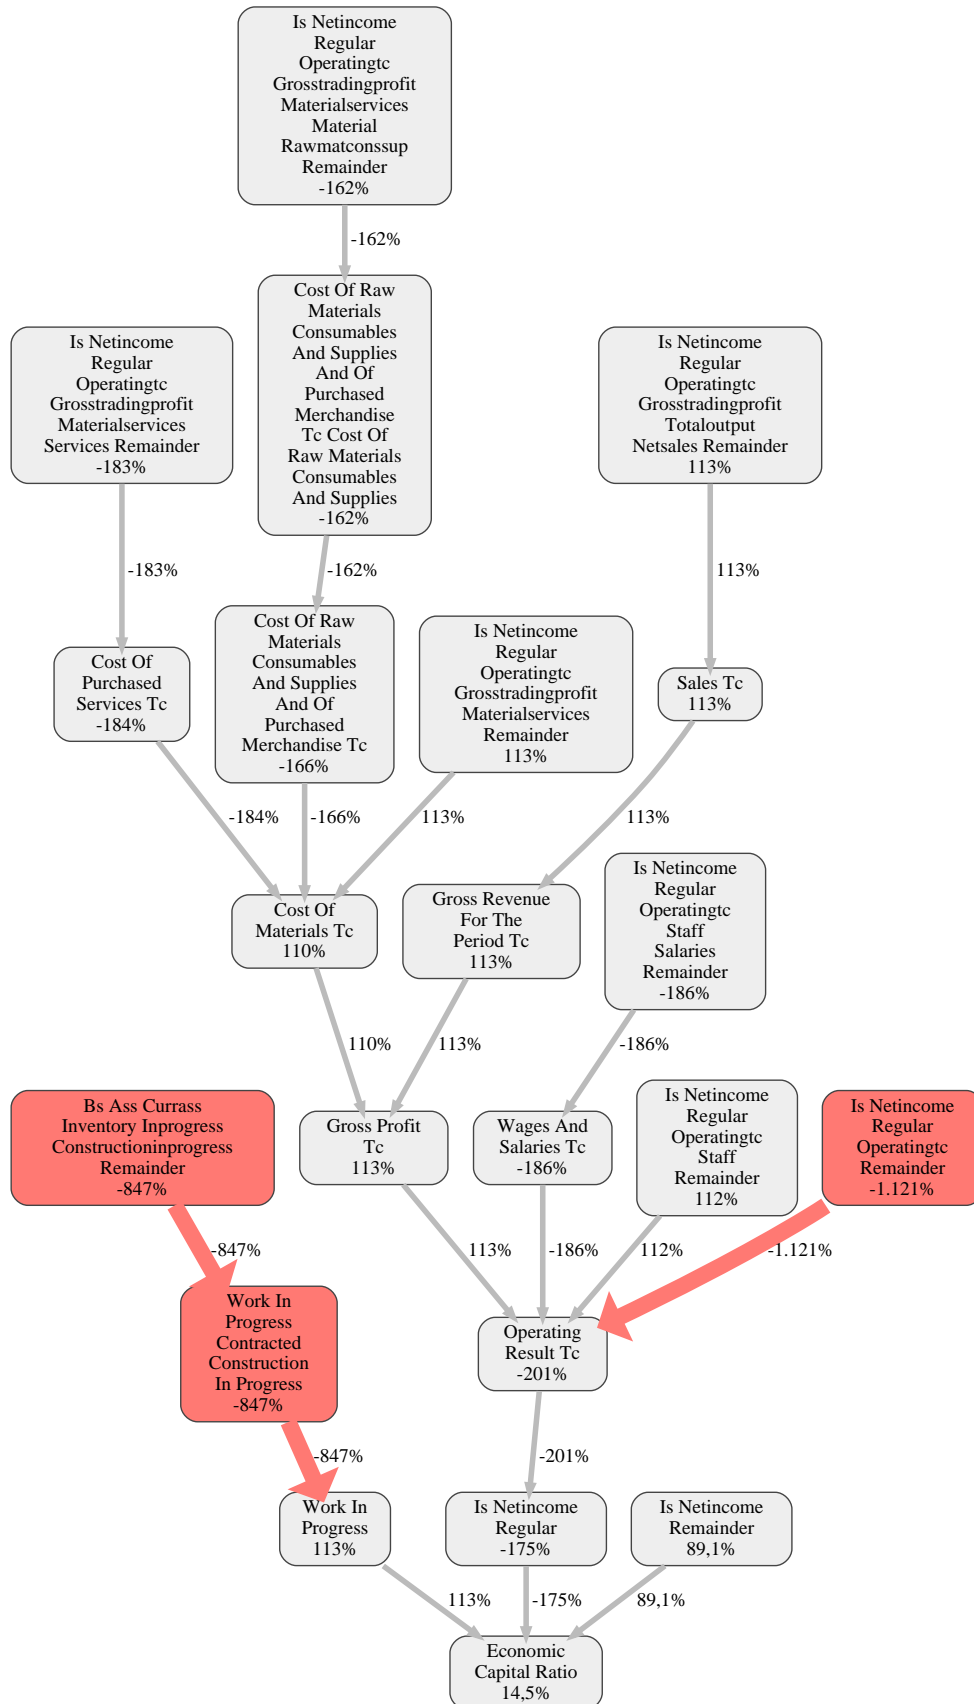 Is Netincome
Regular
Operatingtc
Grosstradingprofit
Materialservices
Material
Rawmatconssup
Remainder
-162%
-162%
Cost Of Raw
Materials
Consumables
And Supplies
And Of
Purchased
Merchandise
Tc Cost Of
Raw Materials
Consumables
And Supplies
-162%
Is Netincome
Regular
Operatingtc
Grosstradingprofit
Materialservices
Services Remainder
-183%
Is Netincome
Regular
Operatingtc
Grosstradingprofit
Totaloutput
Netsales Remainder
113%
-183%
-162%
113%
Cost Of
Purchased
Services Tc
-184%
Cost Of Raw
Materials
Consumables
And Supplies
And Of
Purchased
Merchandise Tc
-166%
Is Netincome
Regular
Operatingtc
Grosstradingprofit
Materialservices
Remainder
113%
Sales Tc
113%
-184%
-166%
113%
113%
Cost Of
Materials Tc
110%
Gross Revenue
For The
Period Tc
113%
Is Netincome
Regular
Operatingtc
Staff
Salaries
Remainder
-186%
110%
113%
-186%
Bs Ass Currass
Inventory Inprogress
Constructioninprogress
Remainder
-847%
Gross Profit
Tc
113%
Wages And
Salaries Tc
-186%
Is Netincome
Regular
Operatingtc
Staff
Remainder
112%
Is Netincome
Regular
Operatingtc
Remainder
-1.121%
-847%
113%
-186%
112%
-1.121%
Work In
Progress
Contracted
Construction
In Progress
-847%
Operating
Result Tc
-201%
-847%
-201%
Work In
Progress
113%
Is Netincome
Regular
-175%
Is Netincome
Remainder
89,1%
113%
-175%
89,1%
Economic
Capital Ratio
14,5%